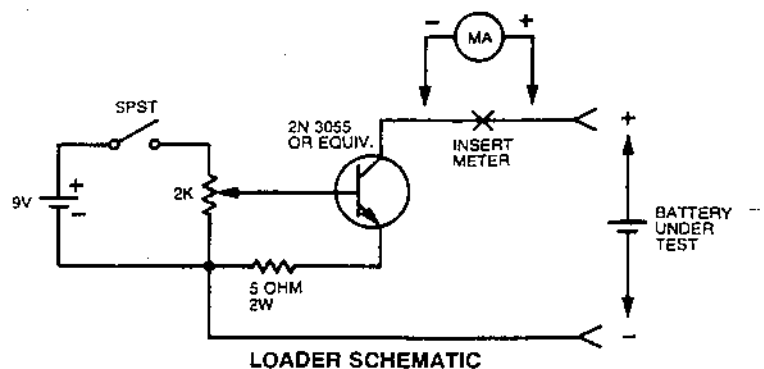 - MA +
SPST
2N 3055
OR EQUIV.
INSERT
METER
+
9V
+
-
2K
BATTERY
UNDER
TEST
5 OHM
2W
-
LOADER SCHEMATIC